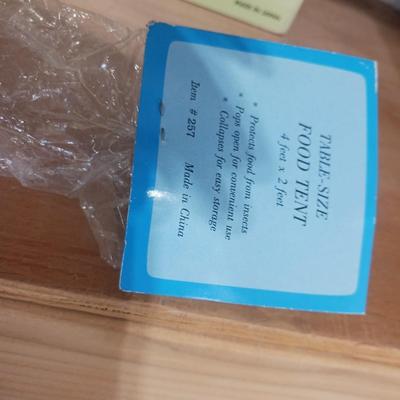 TABLE-SIZE
FOOD TENT
4 feet x 2 feet
* Protects food from insects
* Pops open for convenient use
* Collapses for easy storage
Item #257 Made in China